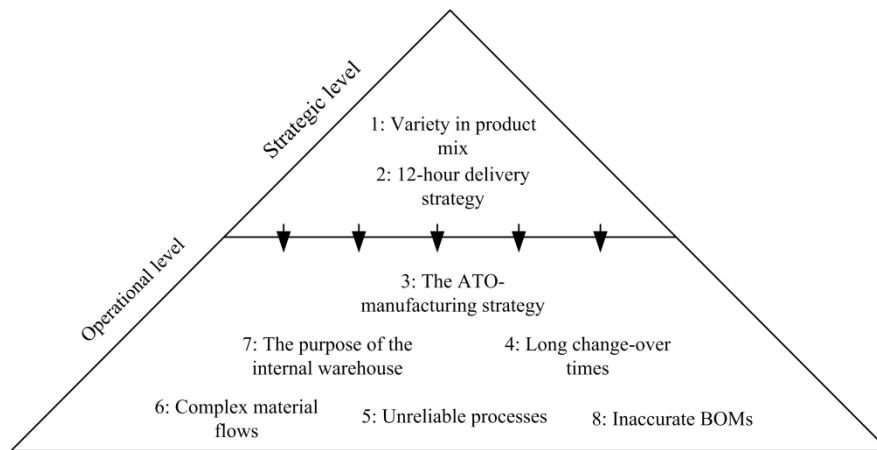 Strategic level
1: Variety in product
mix
2: 12-hour delivery
strategy
Operational level
3: The ATO-
manufacturing strategy
7: The purpose of the
internal warehouse
4: Long change-over
times
6: Complex material
flows
5: Unreliable processes
8: Inaccurate BOMs